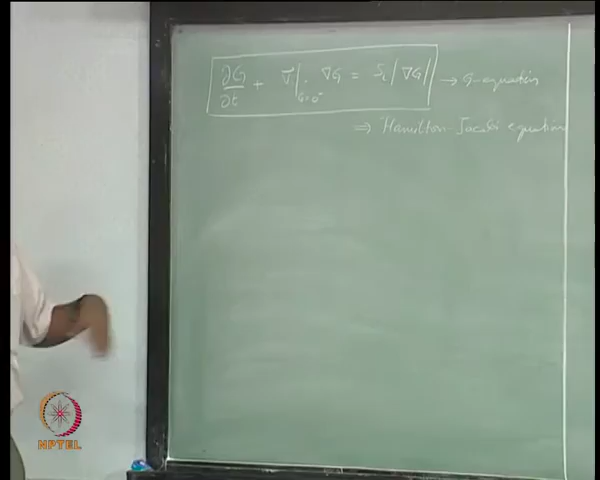 ∂G/∂t + v̄|_{G=0⁻} · ∇G = S_L |∇G| → G-equation
⇒ Hamilton-Jacobi equation
NPTEL